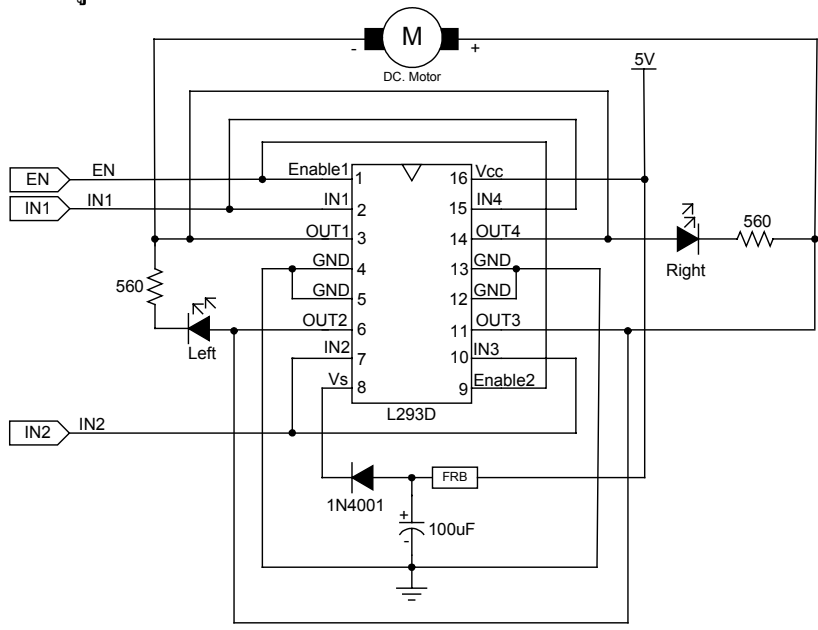 M
- +
DC. Motor
5V
EN EN
IN1 IN1
Enable1 1 16 Vcc
IN1 2 15 IN4
OUT1 3 14 OUT4
GND 4 13 GND
GND 5 12 GND
OUT2 6 11 OUT3
IN2 7 10 IN3
Vs 8 9 Enable2
L293D
560
Left
Right
560
IN2 IN2
1N4001
FRB
+
100uF
-